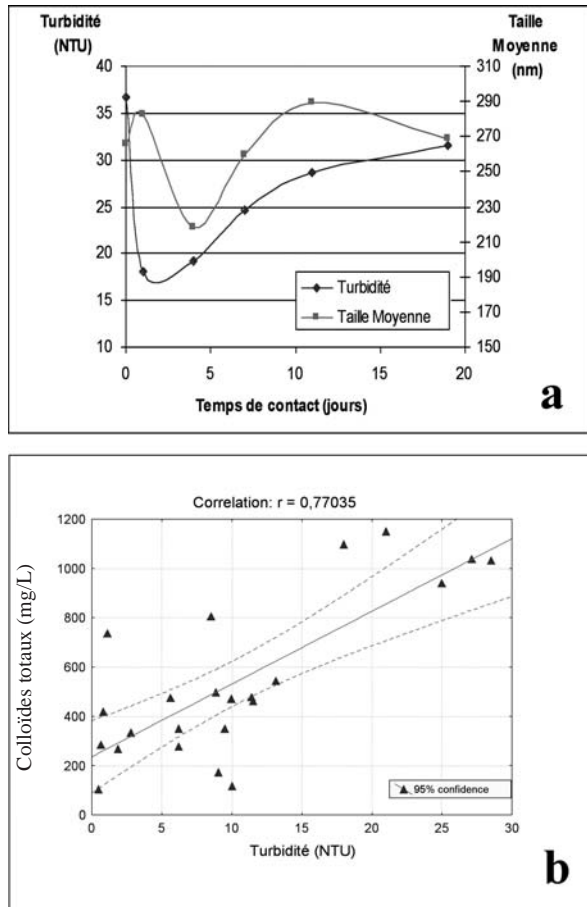 Turbidité
(NTU)
Taille
Moyenne
(nm)
40
35
30
25
20
15
10
310
290
270
250
230
210
190
170
150
Turbidité
Taille Moyenne
0 5 10 15 20
Temps de contact (jours)
a
Correlation: r = 0,77035
Colloïdes totaux (mg/L)
1200
1000
800
600
400
200
0
95% confidence
0 5 10 15 20 25 30
Turbidité (NTU)
b